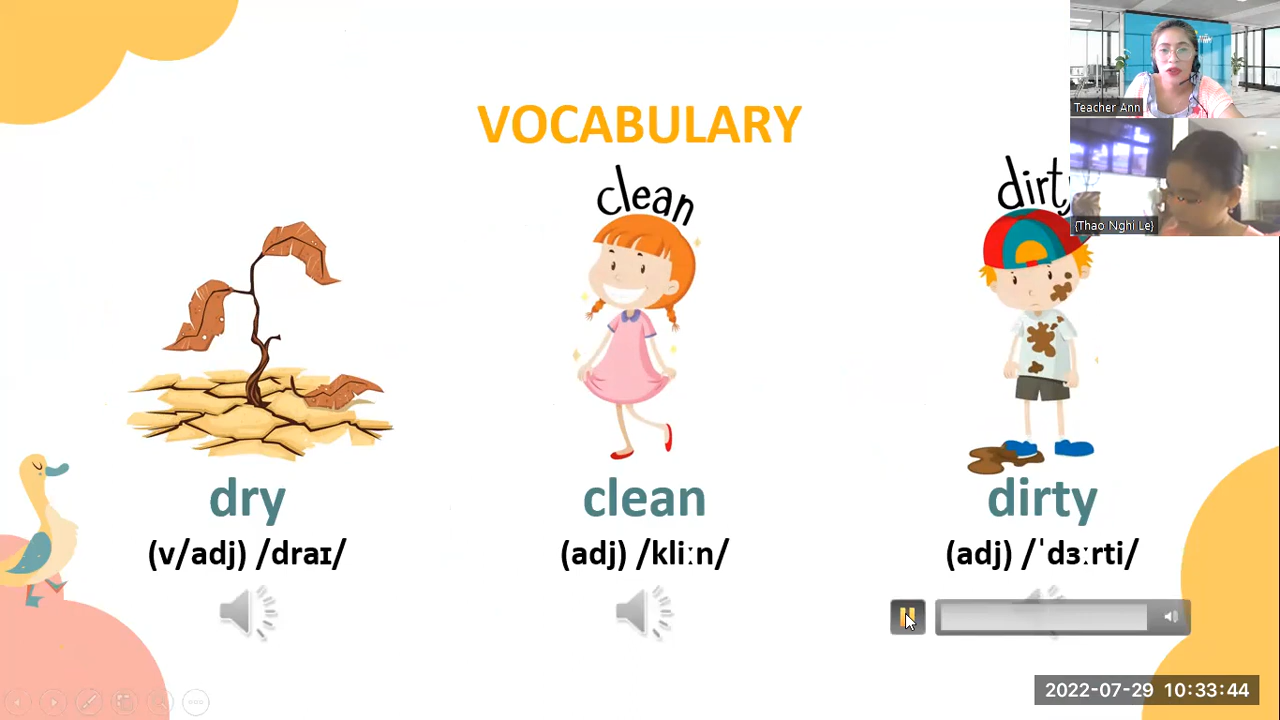 VOCABULARY
clean
dirty
Teacher Ann
{Thao Nghi Le}
dry
clean
dirty
(v/adj) /draɪ/
(adj) /kliːn/
(adj) /ˈdɜːrti/
2022-07-29 10:33:44